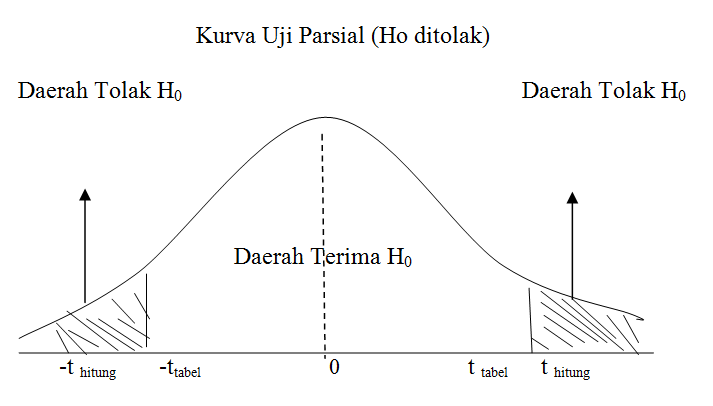 Kurva Uji Parsial (Ho ditolak)
Daerah Tolak H₀
Daerah Tolak H₀
Daerah Terima H₀
-t hitung
-ttabel
0
t tabel
t hitung